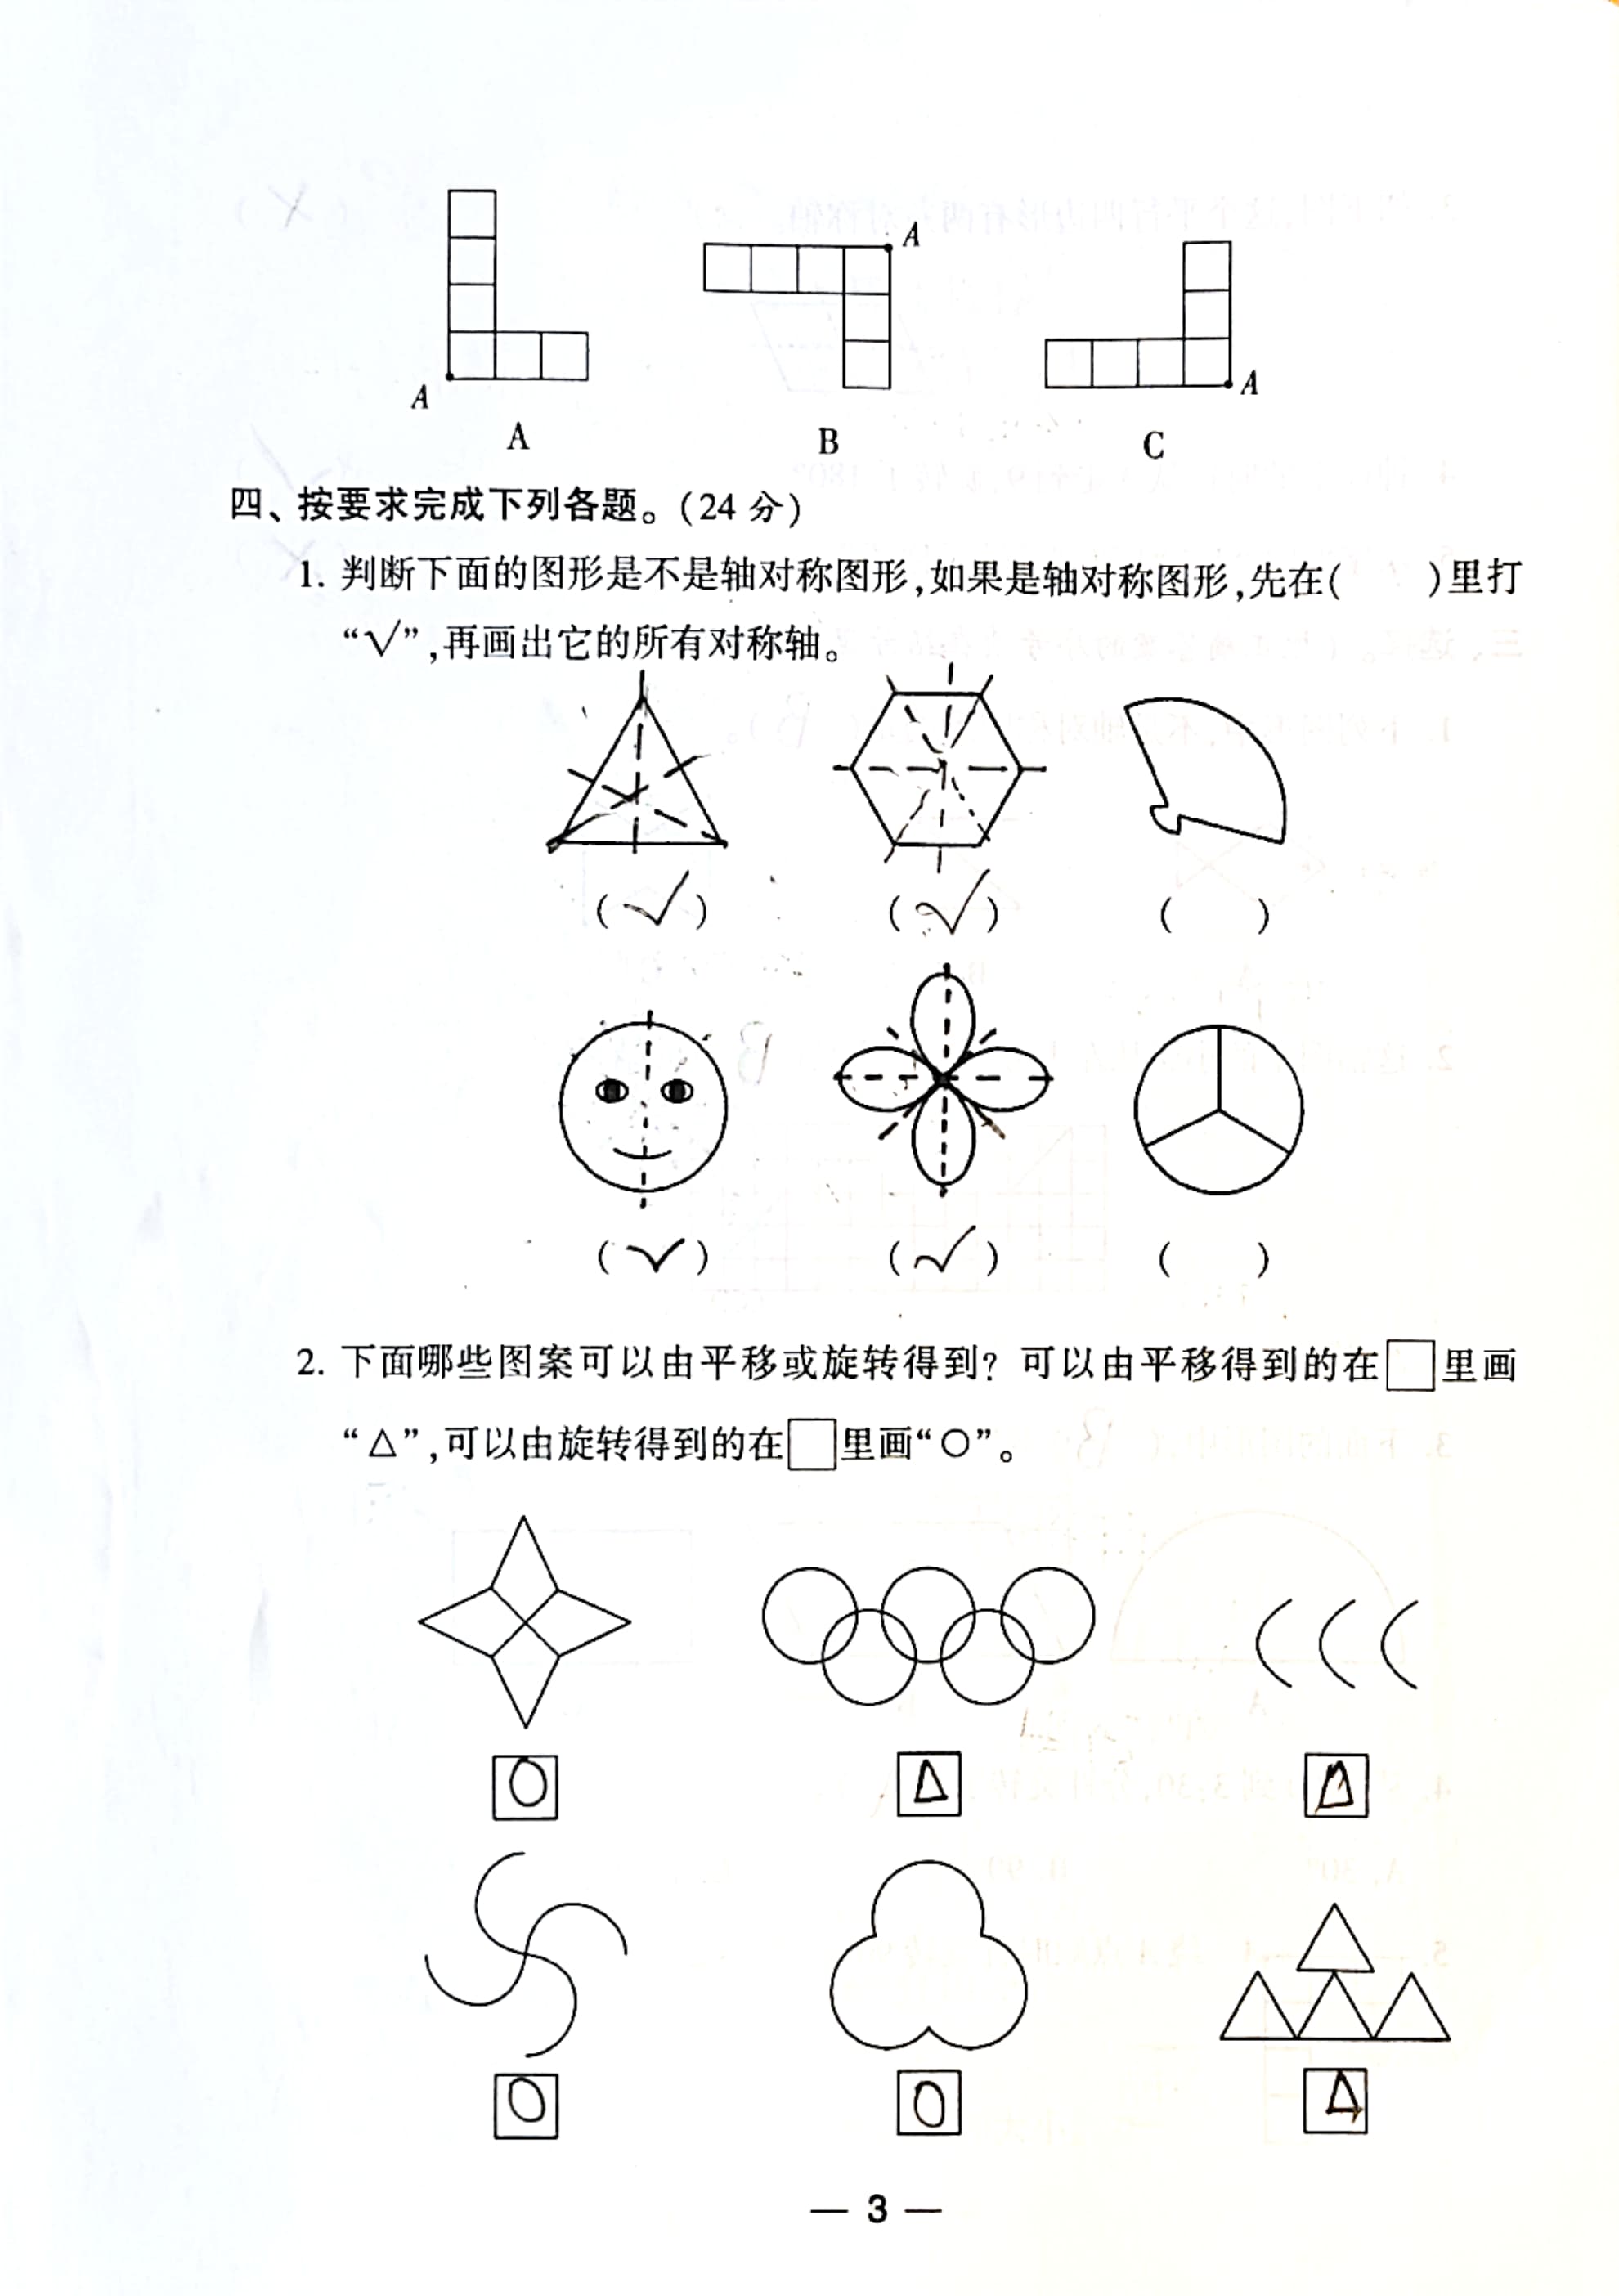 A
A
A
A B C
四、按要求完成下列各题。(24 分)
1. 判断下面的图形是不是轴对称图形,如果是轴对称图形,先在(　　)里打
“√”,再画出它的所有对称轴。
(√) (√) (　　)
(√) (√) (　　)
2. 下面哪些图案可以由平移或旋转得到? 可以由平移得到的在□里画
“△”,可以由旋转得到的在□里画“○”。
○ △ △
○ ○ △
— 3 —